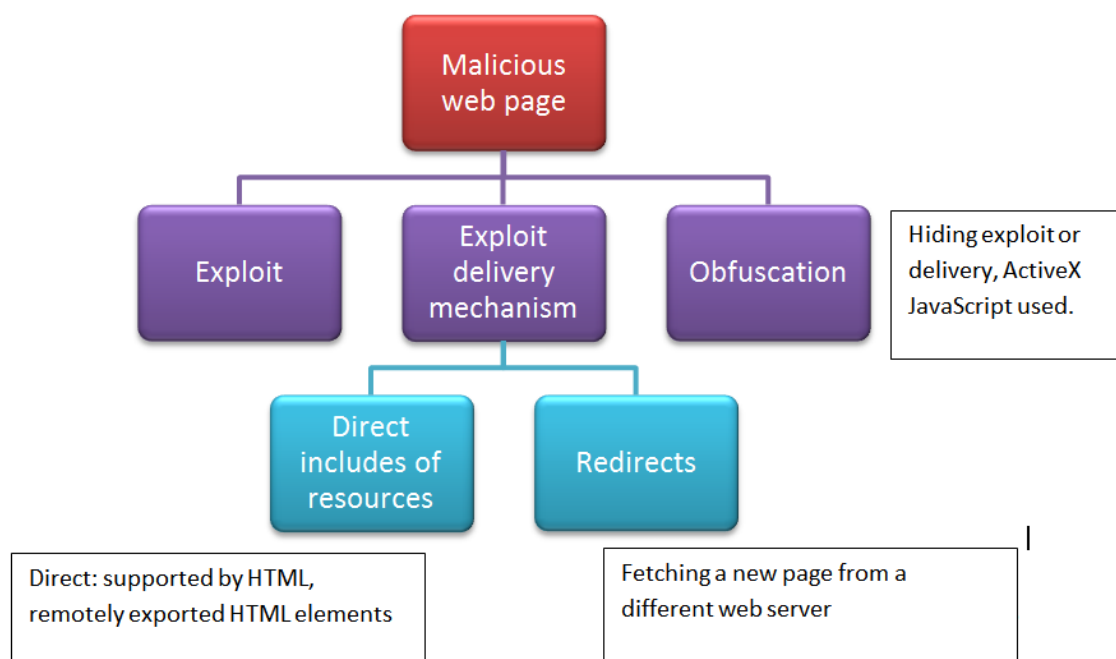 Malicious
web page
Exploit
Exploit
delivery
mechanism
Obfuscation
Hiding exploit or
delivery, ActiveX
JavaScript used.
Direct
includes of
resources
Redirects
Direct: supported by HTML,
remotely exported HTML elements
Fetching a new page from a
different web server